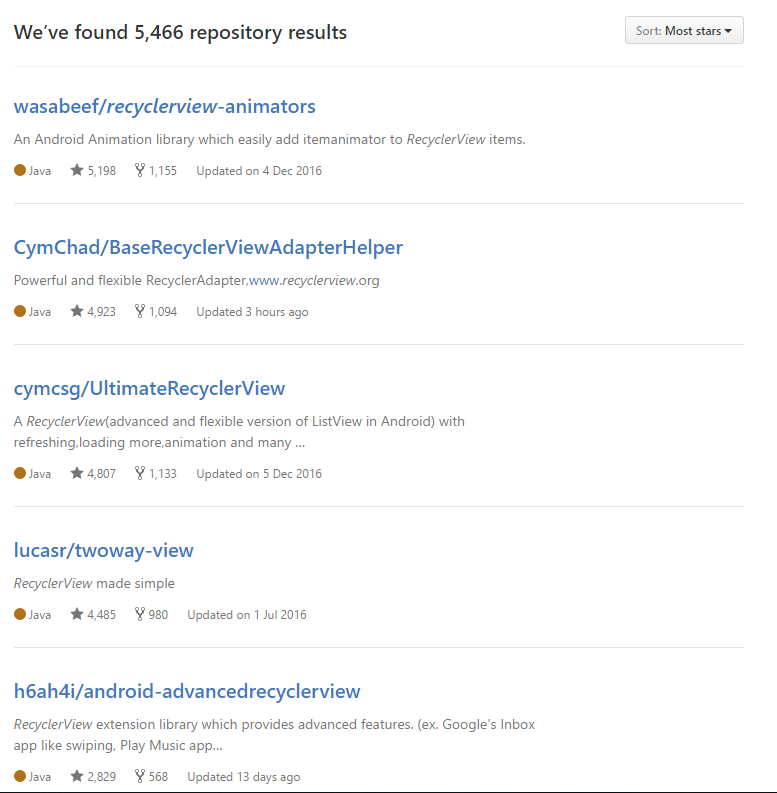 We’ve found 5,466 repository results
Sort: Most stars
wasabeef/recyclerview-animators
An Android Animation library which easily add itemanimator to RecyclerView items.
Java 5,198 1,155 Updated on 4 Dec 2016
CymChad/BaseRecyclerViewAdapterHelper
Powerful and flexible RecyclerAdapter,www.recyclerview.org
Java 4,923 1,094 Updated 3 hours ago
cymcsg/UltimateRecyclerView
A RecyclerView(advanced and flexible version of ListView in Android) with
refreshing,loading more,animation and many …
Java 4,807 1,133 Updated on 5 Dec 2016
lucasr/twoway-view
RecyclerView made simple
Java 4,485 980 Updated on 1 Jul 2016
h6ah4i/android-advancedrecyclerview
RecyclerView extension library which provides advanced features. (ex. Google's Inbox
app like swiping, Play Music app…
Java 2,829 568 Updated 13 days ago